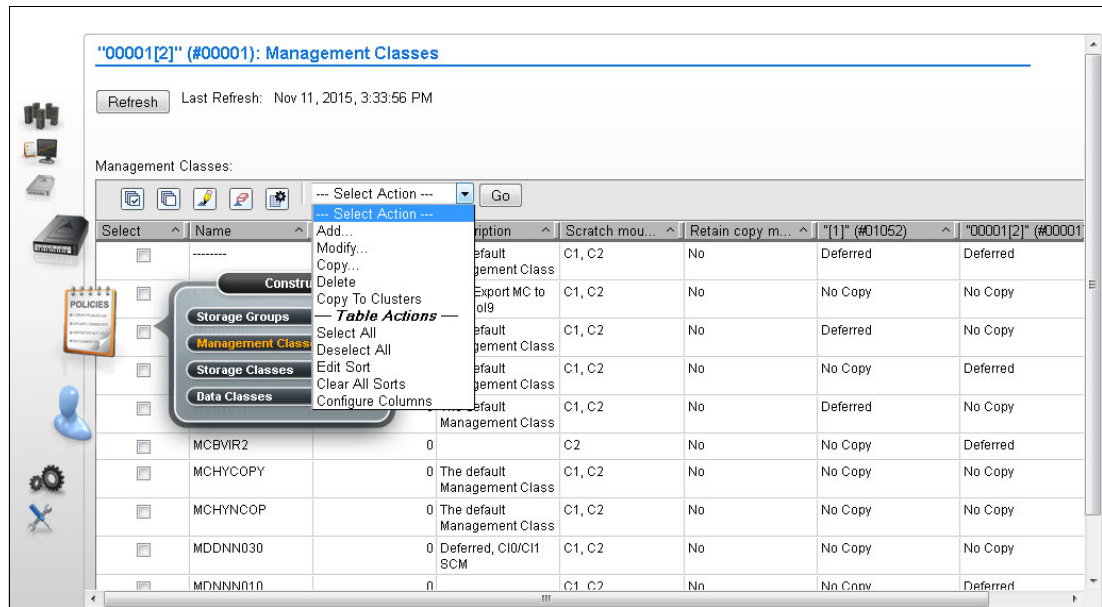 "00001[2]" (#00001): Management Classes
Refresh Last Refresh: Nov 11, 2015, 3:33:56 PM
Management Classes:
--- Select Action --- Go
--- Select Action ---
Add...
Modify...
Copy...
Delete
Copy To Clusters
— Table Actions —
Select All
Deselect All
Edit Sort
Clear All Sorts
Configure Columns
Select Name ription Scratch mou... Retain copy m... "[1]" (#01052) "00001[2]" (#00001
-------- efault C1, C2 No Deferred Deferred
gement Class
Export MC to C1, C2 No No Copy No Copy
ol9
efault C1, C2 No Deferred No Copy
gement Class
efault C1, C2 No No Copy Deferred
gement Class
0 The default C1, C2 No Deferred No Copy
Management Class
MCBVIR2 0 C2 No No Copy Deferred
MCHYCOPY 0 The default C1, C2 No No Copy No Copy
Management Class
MCHYNCOP 0 The default C1, C2 No No Copy No Copy
Management Class
MDDNN030 0 Deferred, Cl0/Cl1 C1, C2 No No Copy No Copy
SCM
MDNNN010 0 C1, C2 No No Copy Deferred
POLICIES
Constru
Storage Groups
Management Class
Storage Classes
Data Classes